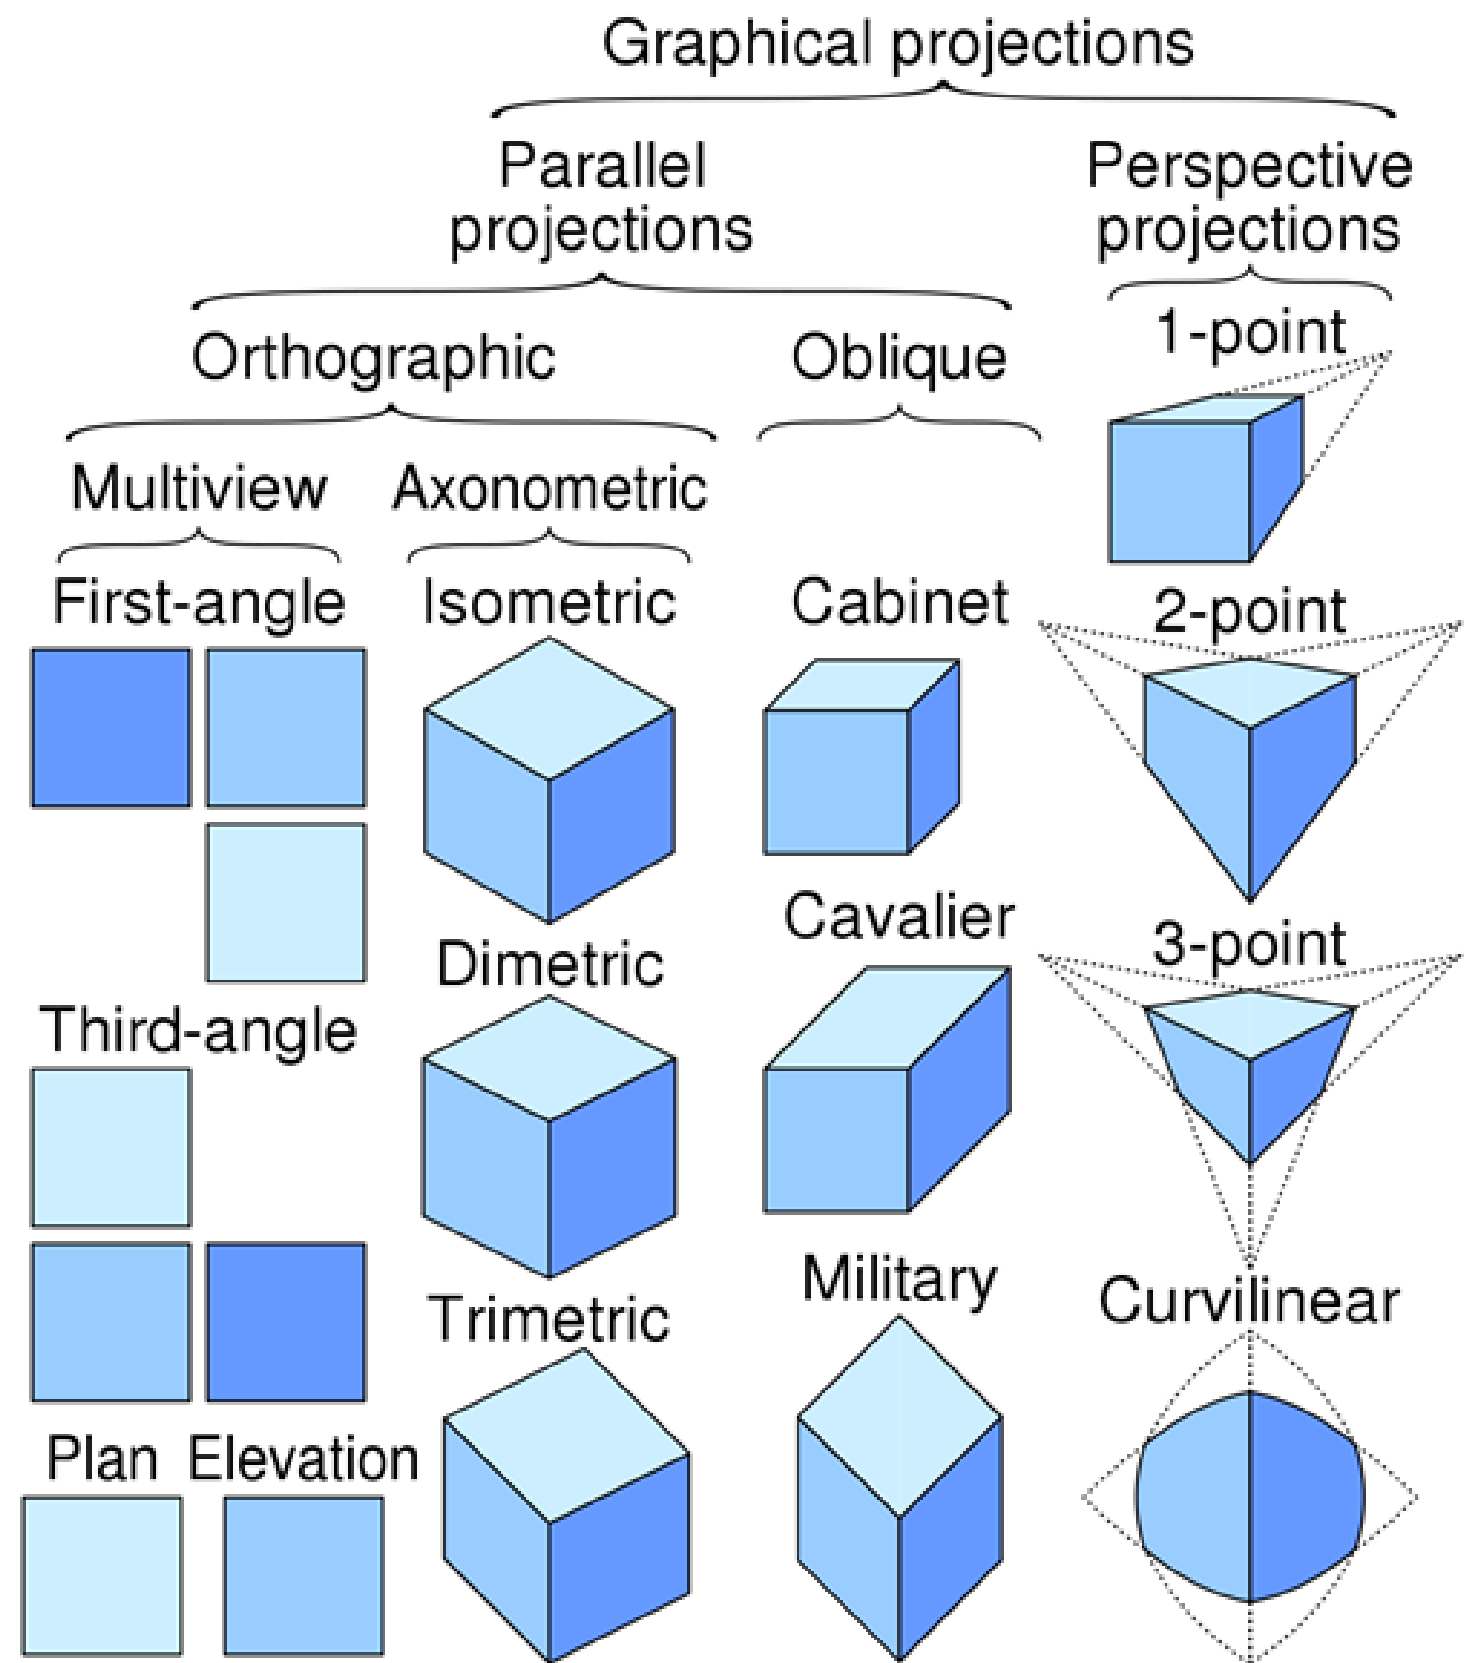 Graphical projections
Parallel
projections
Perspective
projections
Orthographic
Oblique
1-point
Multiview
Axonometric
First-angle
Isometric
Cabinet
2-point
Cavalier
3-point
Dimetric
Third-angle
Military
Curvilinear
Trimetric
Plan
Elevation